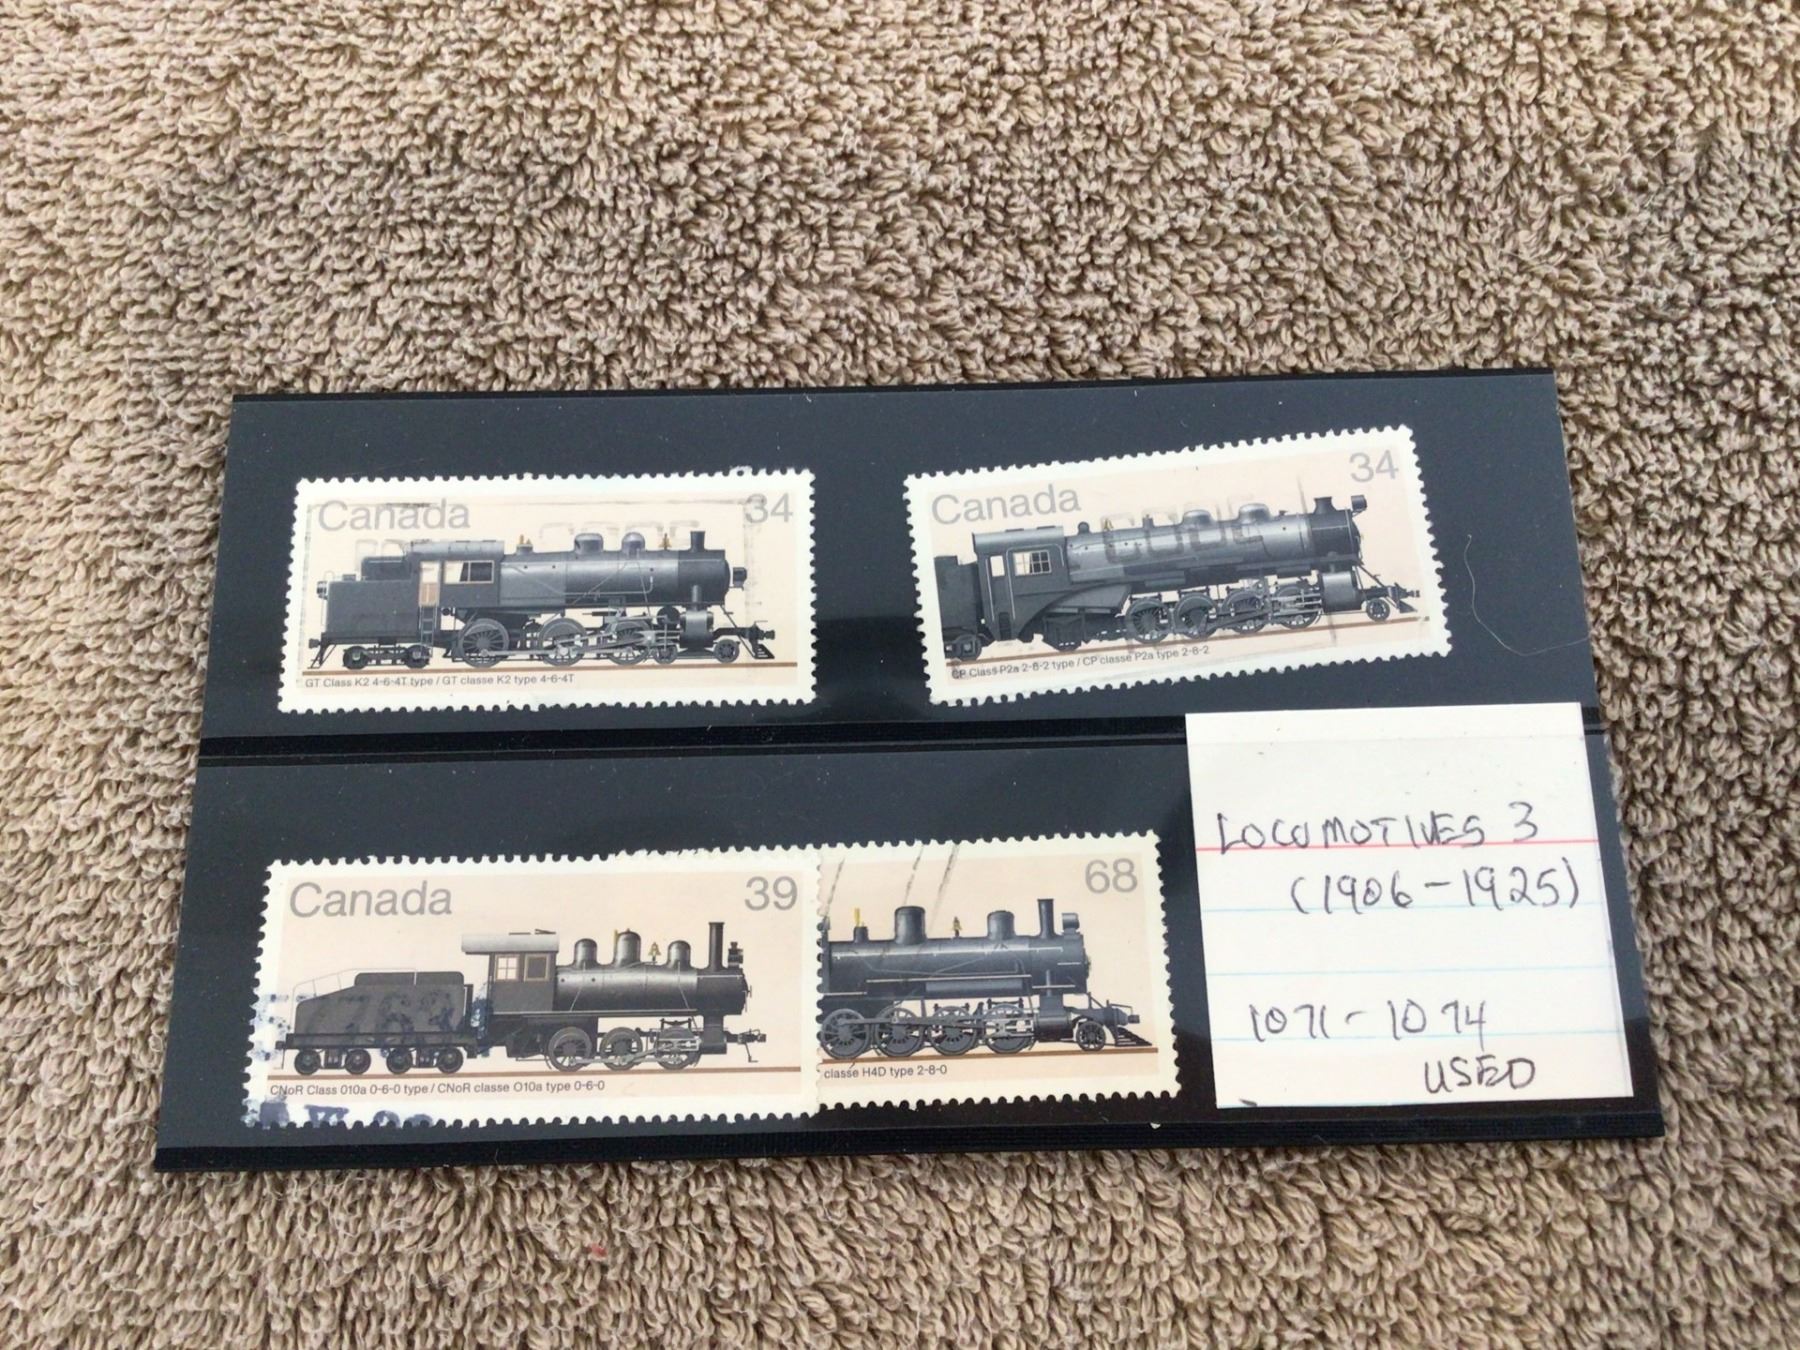 Canada 34
GT Class K2 4-6-4T type / GT classe K2 type 4-6-4T
Canada 34
CP Class P2a 2-8-2 type / CP classe P2a type 2-8-2
Canada 39
CNoR Class 010a 0-6-0 type / CNoR classe O10a type 0-6-0
68
classe H4D type 2-8-0
LOCOMOTIVES 3
(1906-1925)
1071-1074
USED